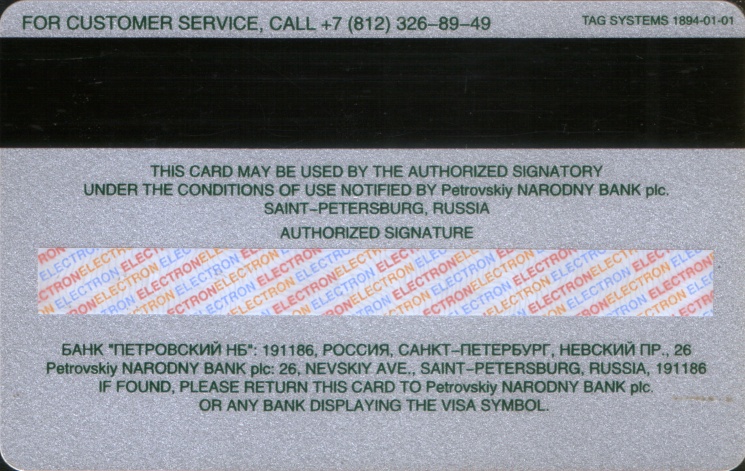 FOR CUSTOMER SERVICE, CALL +7 (812) 326–89–49
TAG SYSTEMS 1894-01-01
THIS CARD MAY BE USED BY THE AUTHORIZED SIGNATORY
UNDER THE CONDITIONS OF USE NOTIFIED BY Petrovskiy NARODNY BANK plc.
SAINT–PETERSBURG, RUSSIA
AUTHORIZED SIGNATURE
ELECTRON ELECTRON ELECTRON ELECTRON ELECTRON ELECTRON
БАНК "ПЕТРОВСКИЙ НБ": 191186, РОССИЯ, САНКТ–ПЕТЕРБУРГ, НЕВСКИЙ ПР., 26
Petrovskiy NARODNY BANK plc: 26, NEVSKIY AVE., SAINT–PETERSBURG, RUSSIA, 191186
IF FOUND, PLEASE RETURN THIS CARD TO Petrovskiy NARODNY BANK plc.
OR ANY BANK DISPLAYING THE VISA SYMBOL.